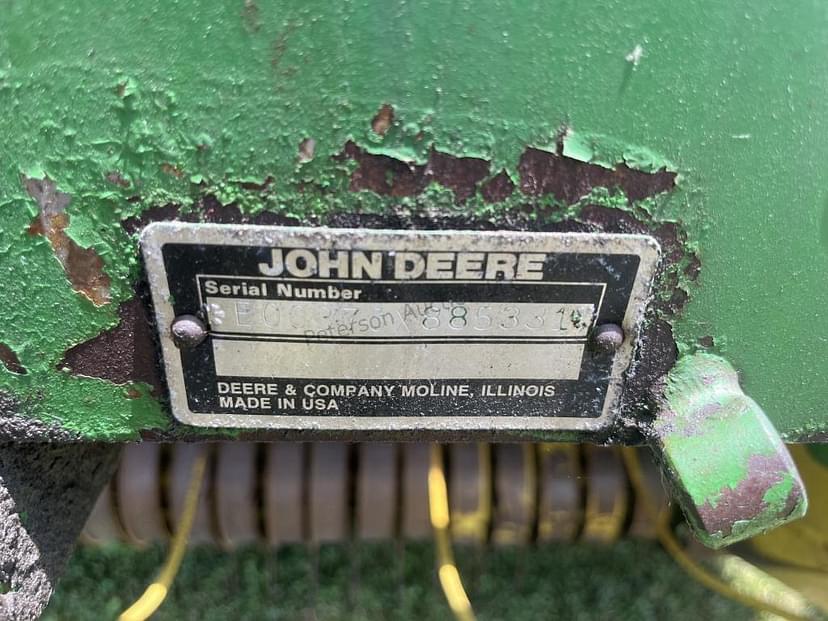 JOHN DEERE
Serial Number
885331
DEERE & COMPANY MOLINE, ILLINOIS
MADE IN USA